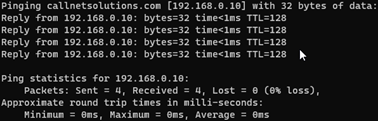 Pinging callnetsolutions.com [192.168.0.10] with 32 bytes of data:
Reply from 192.168.0.10: bytes=32 time<1ms TTL=128
Reply from 192.168.0.10: bytes=32 time<1ms TTL=128
Reply from 192.168.0.10: bytes=32 time<1ms TTL=128
Reply from 192.168.0.10: bytes=32 time<1ms TTL=128
Ping statistics for 192.168.0.10:
Packets: Sent = 4, Received = 4, Lost = 0 (0% loss),
Approximate round trip times in milli-seconds:
Minimum = 0ms, Maximum = 0ms, Average = 0ms